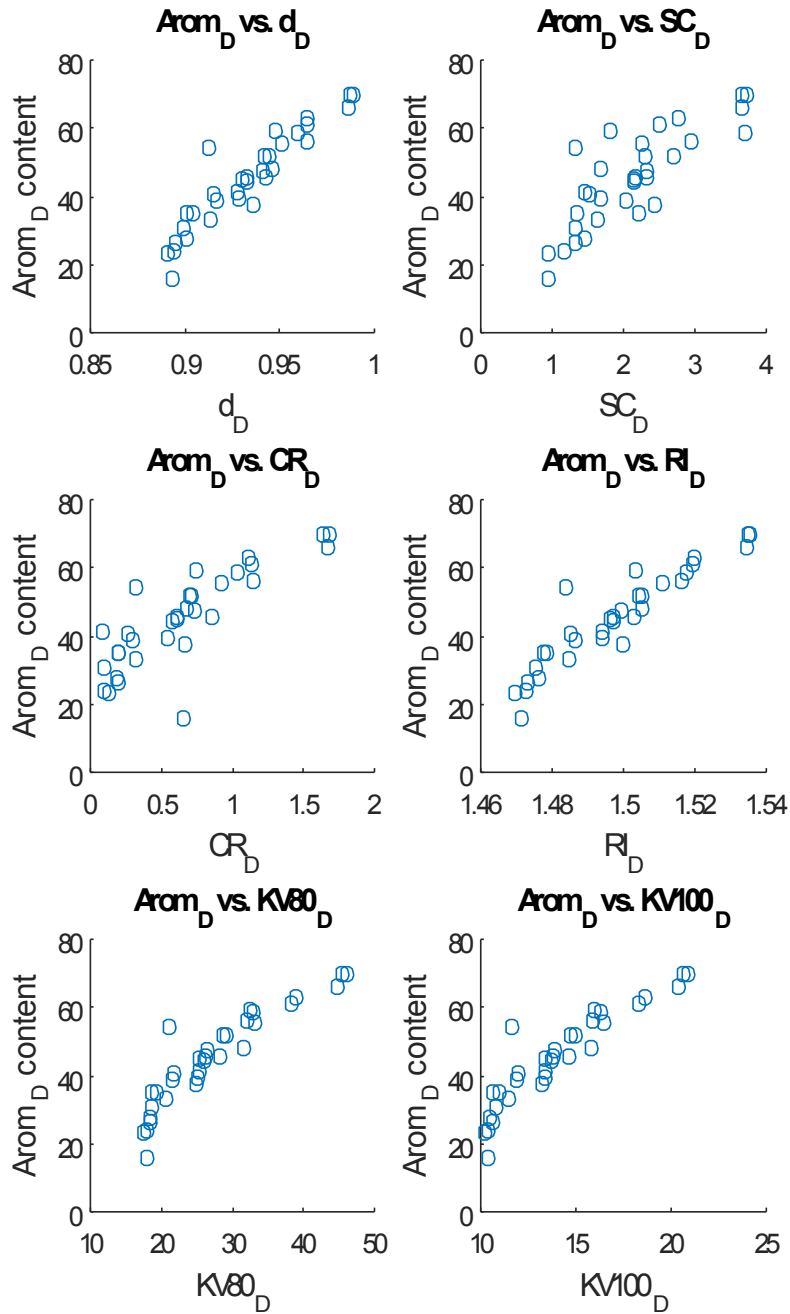 Arom_D vs. d_D
Arom_D vs. SC_D
80
60
40
20
0
Arom_D content
0.85 0.9 0.95 1
d_D
80
60
40
20
0
Arom_D content
0 1 2 3 4
SC_D
Arom_D vs. CR_D
Arom_D vs. RI_D
80
60
40
20
0
Arom_D content
0 0.5 1 1.5 2
CR_D
80
60
40
20
0
Arom_D content
1.46 1.48 1.5 1.52 1.54
RI_D
Arom_D vs. KV80_D
Arom_D vs. KV100_D
80
60
40
20
0
Arom_D content
10 20 30 40 50
KV80_D
80
60
40
20
0
Arom_D content
10 15 20 25
KV100_D